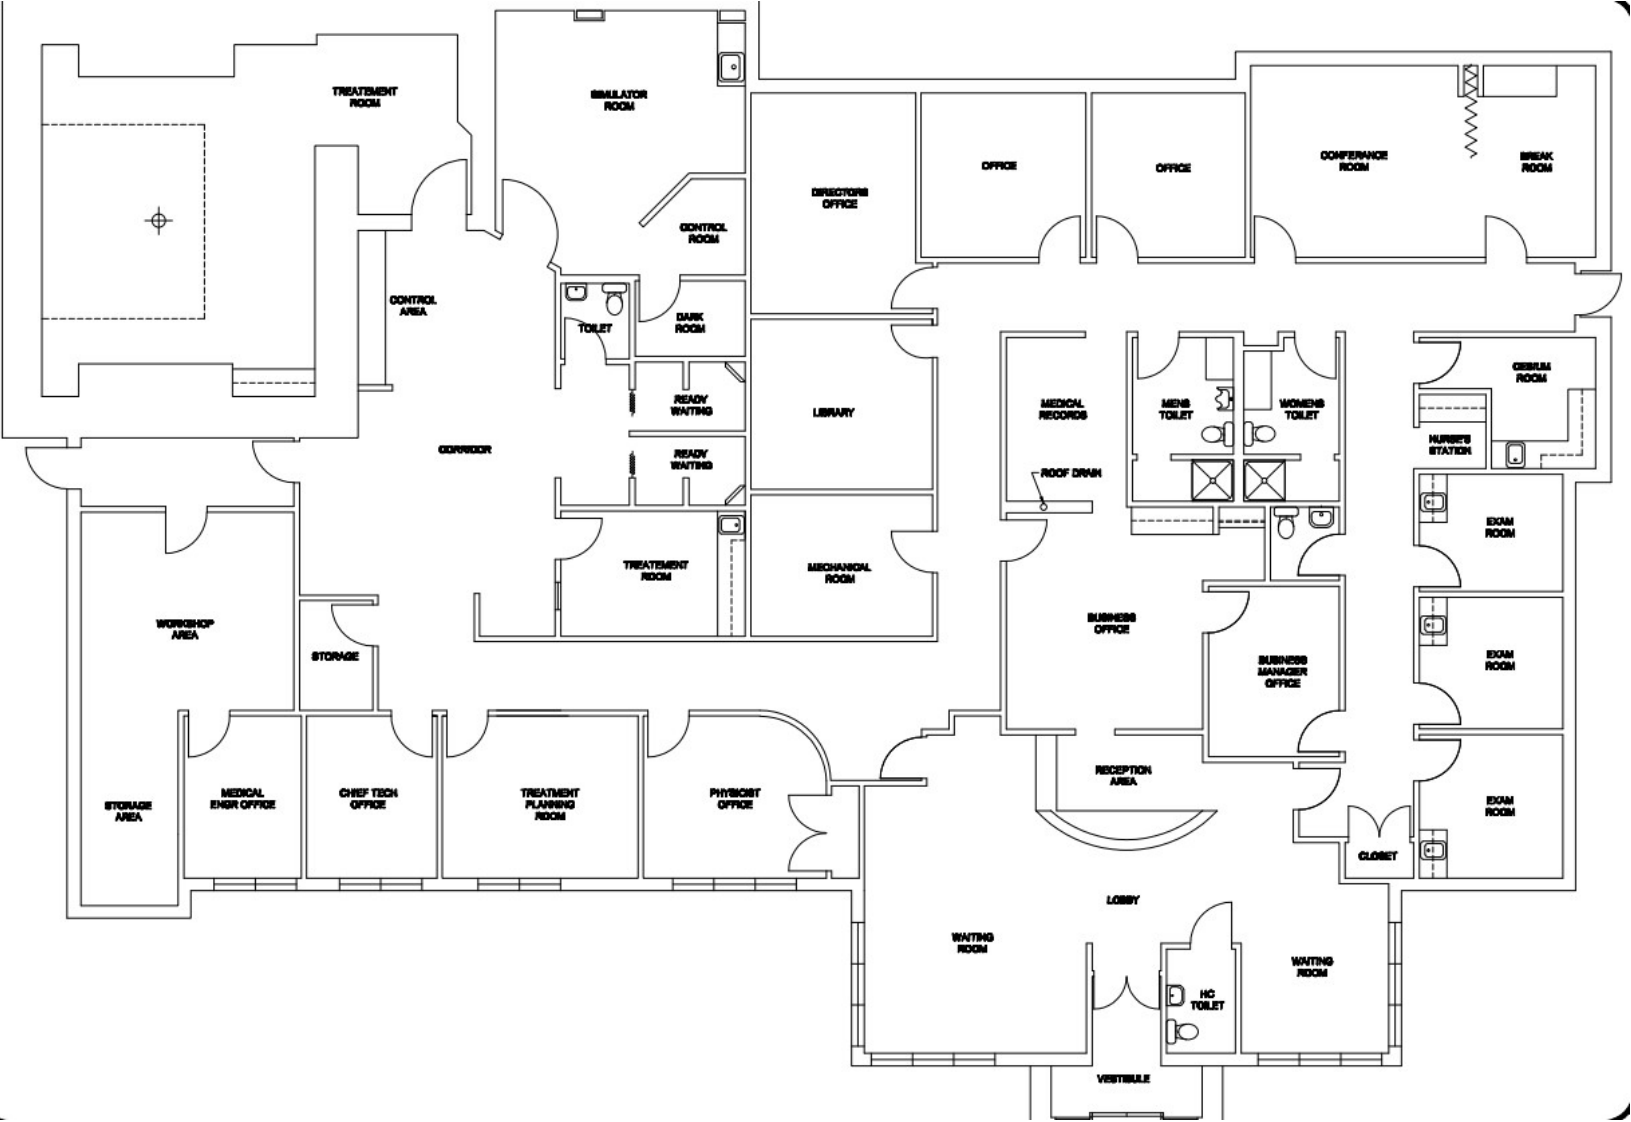 TREATEMENT
ROOM
SIMULATOR
ROOM
CONTROL
ROOM
DIRECTORS
OFFICE
OFFICE
OFFICE
CONFERANCE
ROOM
BREAK
ROOM
CONTROL
AREA
TOILET
DARK
ROOM
READY
WAITING
READY
WAITING
CORRIDOR
LIBRARY
MEDICAL
RECORDS
ROOF DRAIN
MENS
TOILET
WOMENS
TOILET
CESIUM
ROOM
NURSE'S
STATION
TREATEMENT
ROOM
MECHANICAL
ROOM
EXAM
ROOM
WORKSHOP
AREA
STORAGE
BUSINESS
OFFICE
BUSINESS
MANAGER
OFFICE
EXAM
ROOM
STORAGE
AREA
MEDICAL
ENGR OFFICE
CHIEF TECH
OFFICE
TREATMENT
PLANNING
ROOM
PHYSICIST
OFFICE
RECEPTION
AREA
EXAM
ROOM
CLOSET
LOBBY
WAITING
ROOM
WAITING
ROOM
HC
TOILET
VESTIBULE